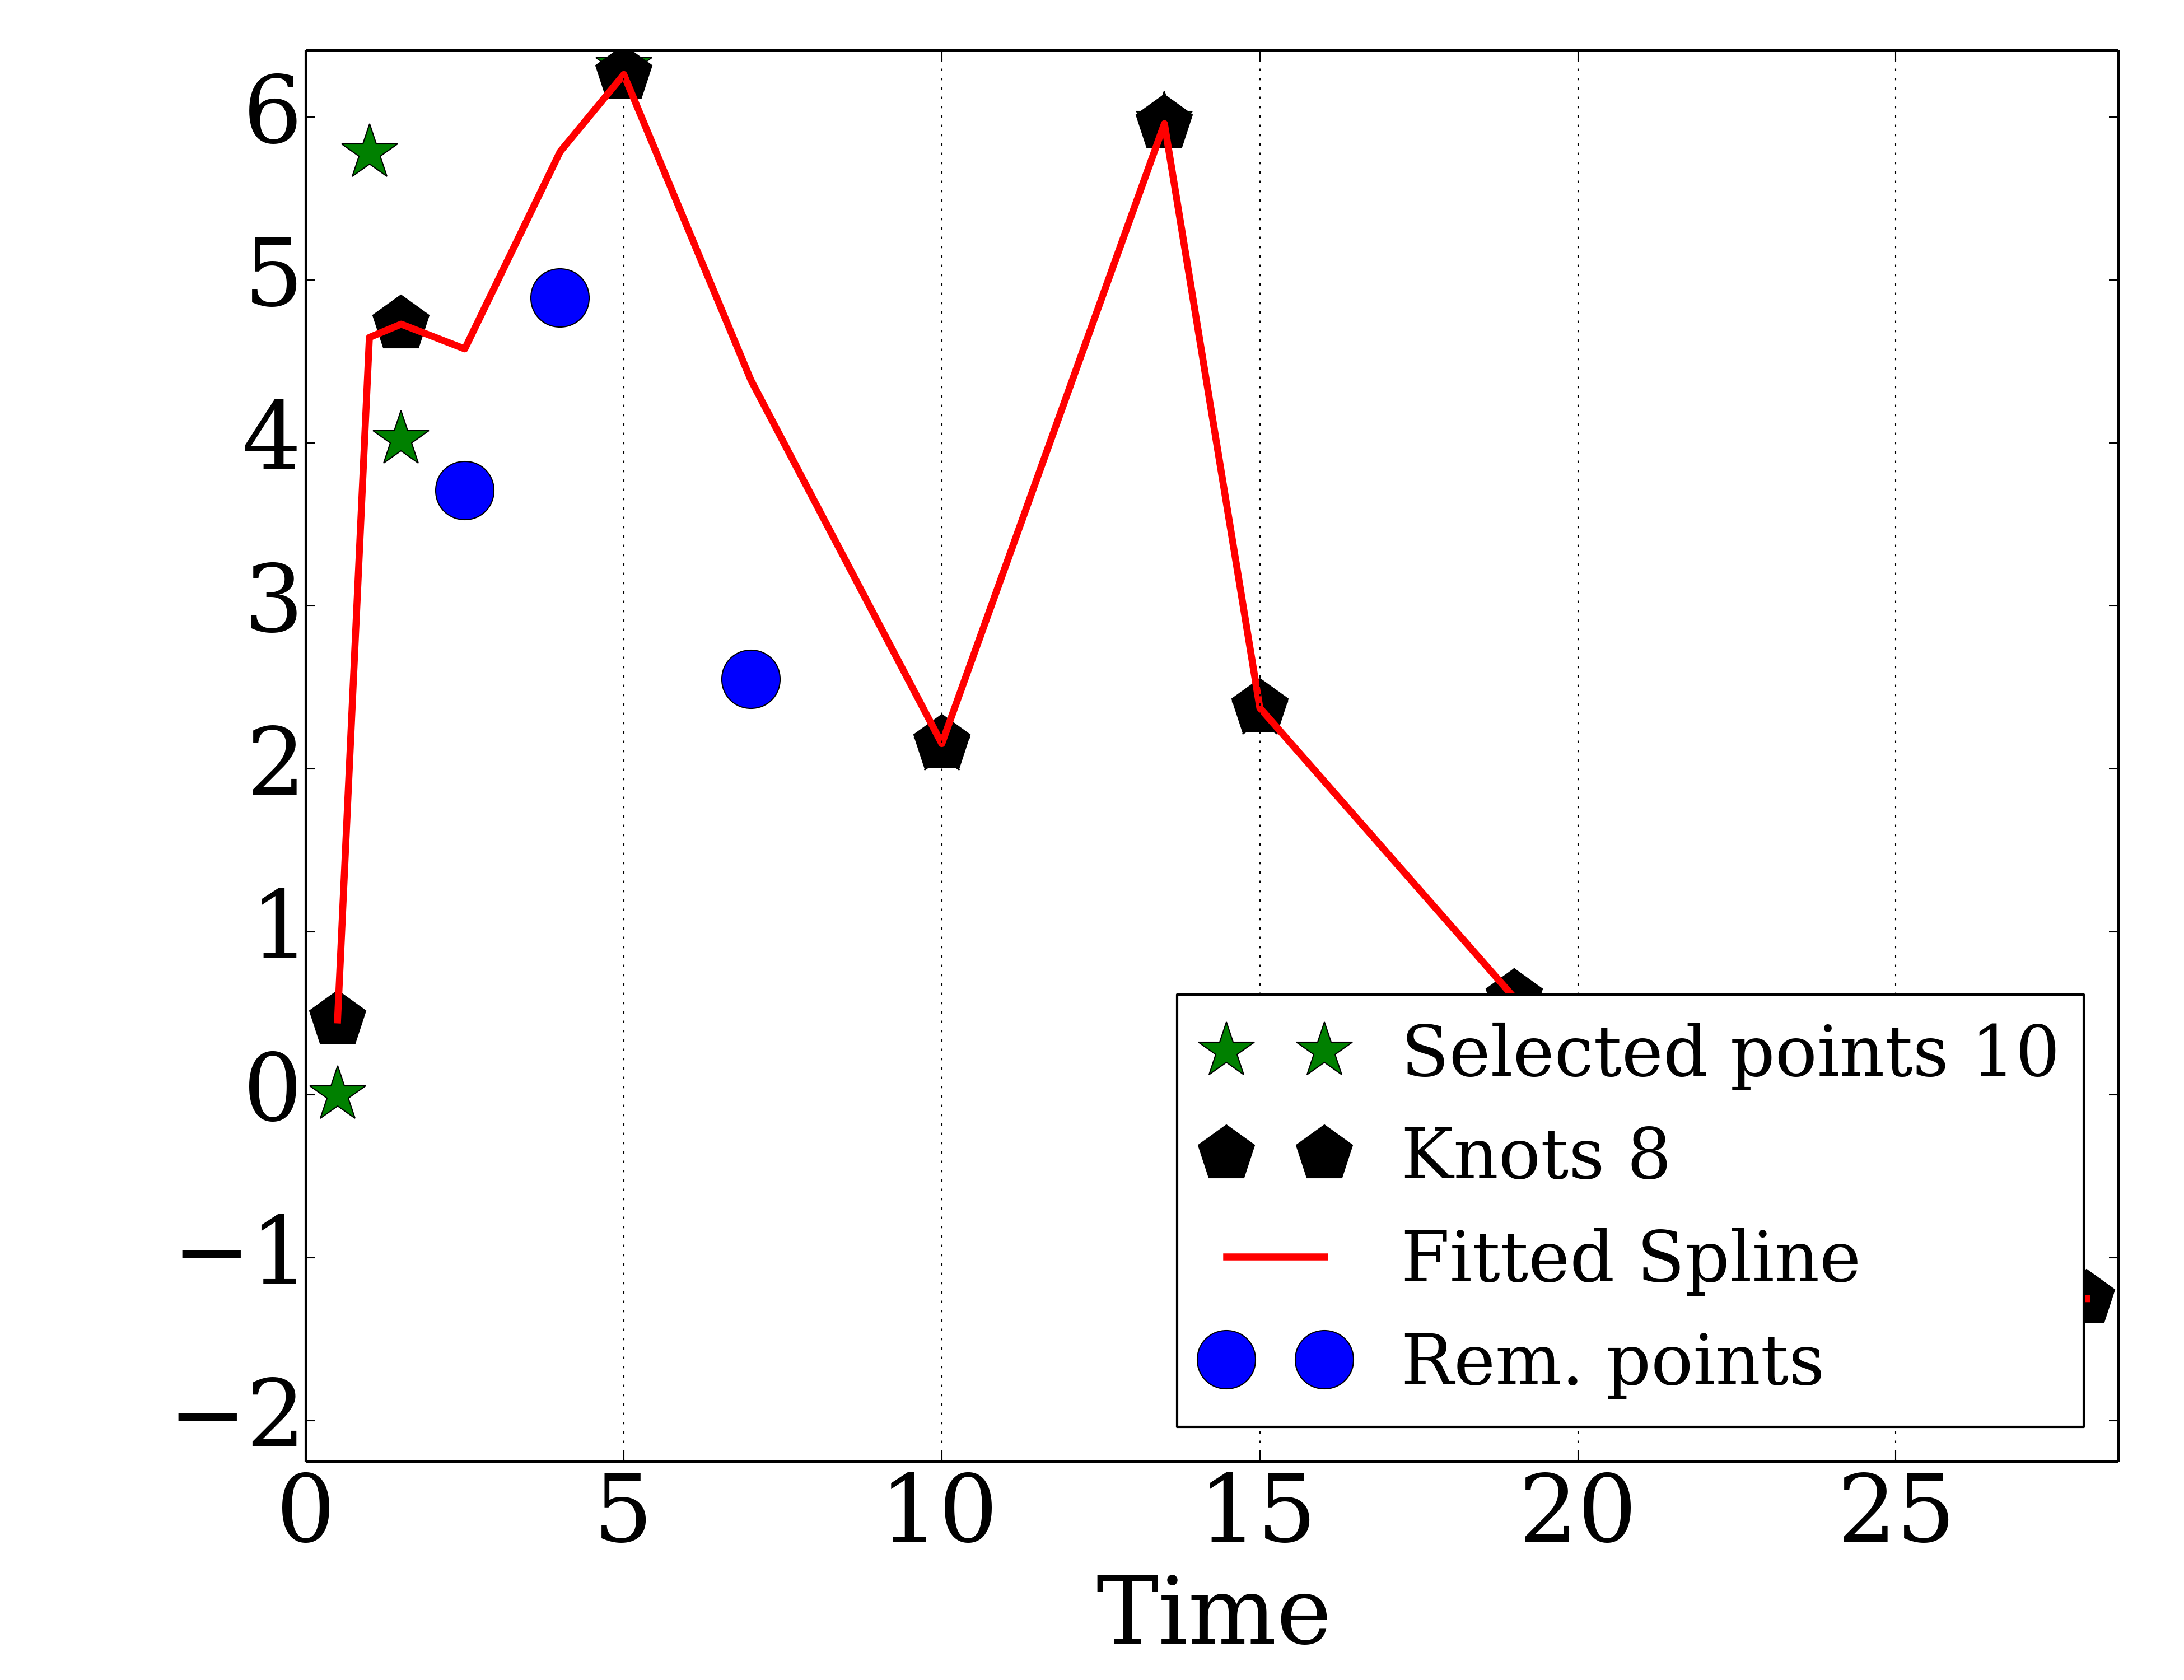 6
5
4
3
2
1
0
−1
−2
Selected points 10
Knots 8
Fitted Spline
Rem. points
0 5 10 15 20 25
Time